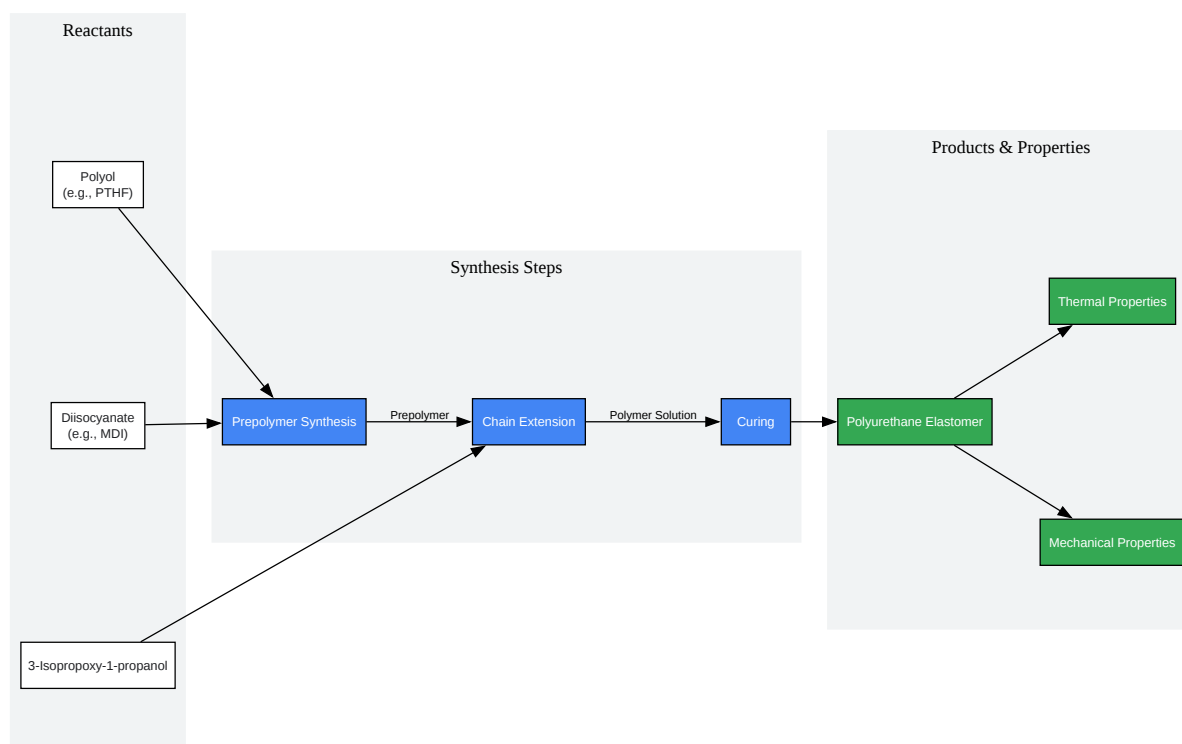 Reactants
Polyol
(e.g., PTHF)
Diisocyanate
(e.g., MDI)
3-Isopropoxy-1-propanol
Synthesis Steps
Prepolymer Synthesis
Prepolymer
Chain Extension
Polymer Solution
Curing
Products & Properties
Polyurethane Elastomer
Thermal Properties
Mechanical Properties